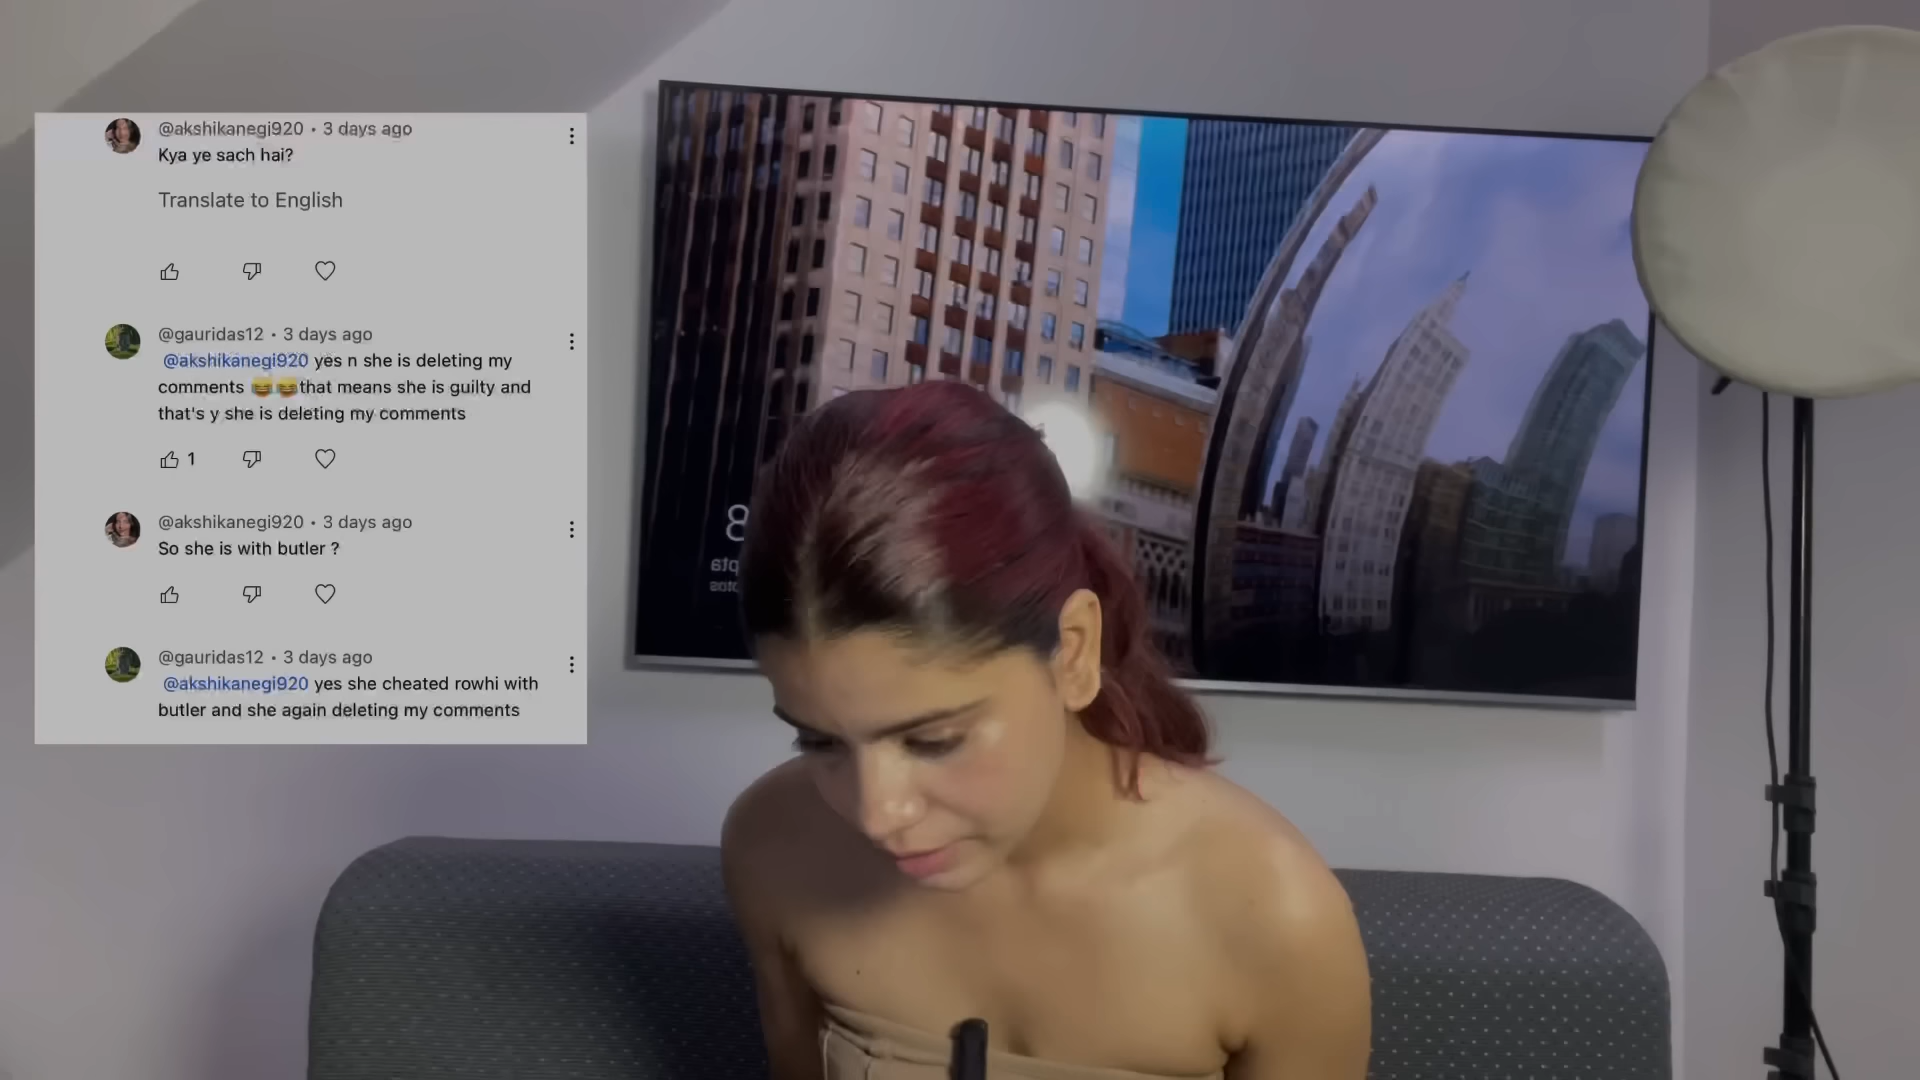 @akshikanegi920 • 3 days ago
Kya ye sach hai?
Translate to English
@gauridas12 • 3 days ago
@akshikanegi920 yes n she is deleting my
comments 😂😂that means she is guilty and
that's y she is deleting my comments
1
@akshikanegi920 • 3 days ago
So she is with butler ?
@gauridas12 • 3 days ago
@akshikanegi920 yes she cheated rowhi with
butler and she again deleting my comments
8